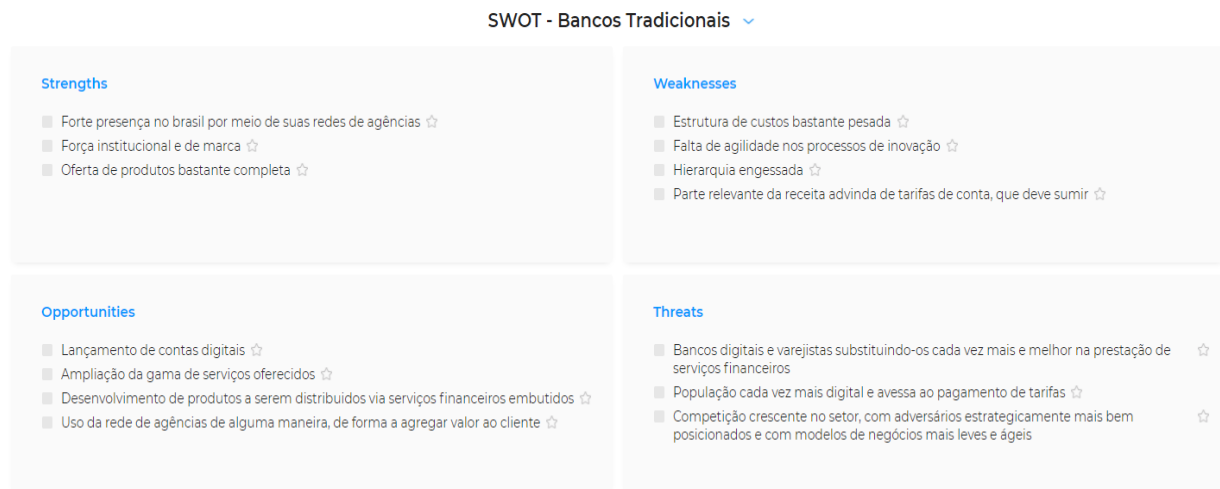 SWOT - Bancos Tradicionais
Strengths
Forte presença no brasil por meio de suas redes de agências
Força institucional e de marca
Oferta de produtos bastante completa
Weaknesses
Estrutura de custos bastante pesada
Falta de agilidade nos processos de inovação
Hierarquia engessada
Parte relevante da receita advinda de tarifas de conta, que deve sumir
Opportunities
Lançamento de contas digitais
Ampliação da gama de serviços oferecidos
Desenvolvimento de produtos a serem distribuidos via serviços financeiros embutidos
Uso da rede de agências de alguma maneira, de forma a agregar valor ao cliente
Threats
Bancos digitais e varejistas substituindo-os cada vez mais e melhor na prestação de
serviços financeiros
População cada vez mais digital e avessa ao pagamento de tarifas
Competição crescente no setor, com adversários estrategicamente mais bem
posicionados e com modelos de negócios mais leves e ágeis